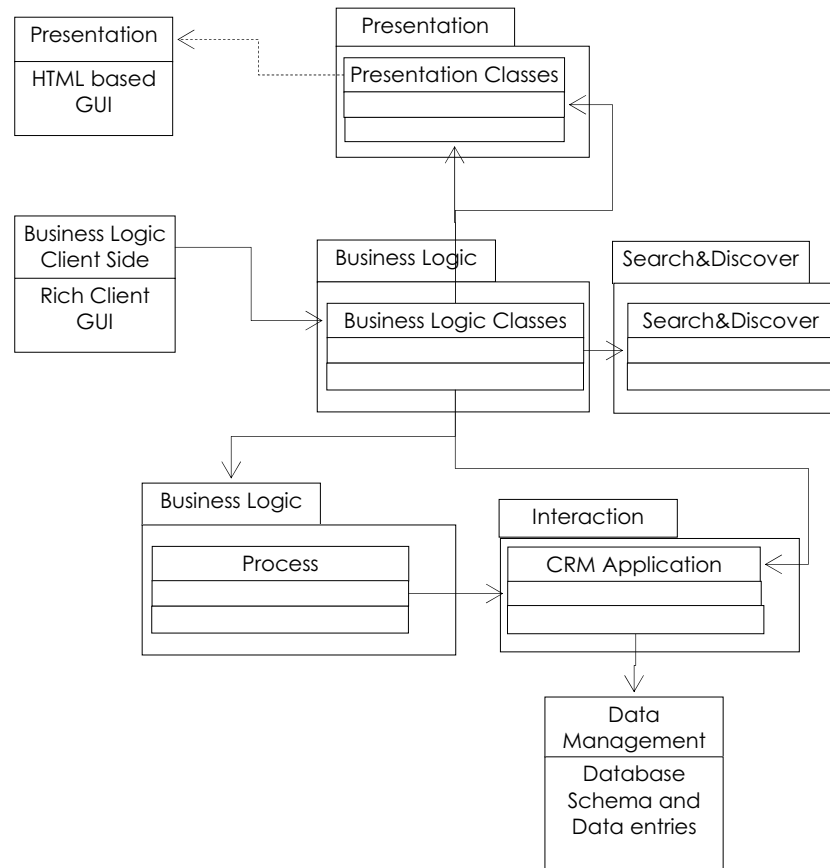 Presentation
HTML based
GUI
Presentation
Presentation Classes
Business Logic
Client Side
Rich Client
GUI
Business Logic
Business Logic Classes
Search&Discover
Search&Discover
Business Logic
Process
Interaction
CRM Application
Data
Management
Database
Schema and
Data entries